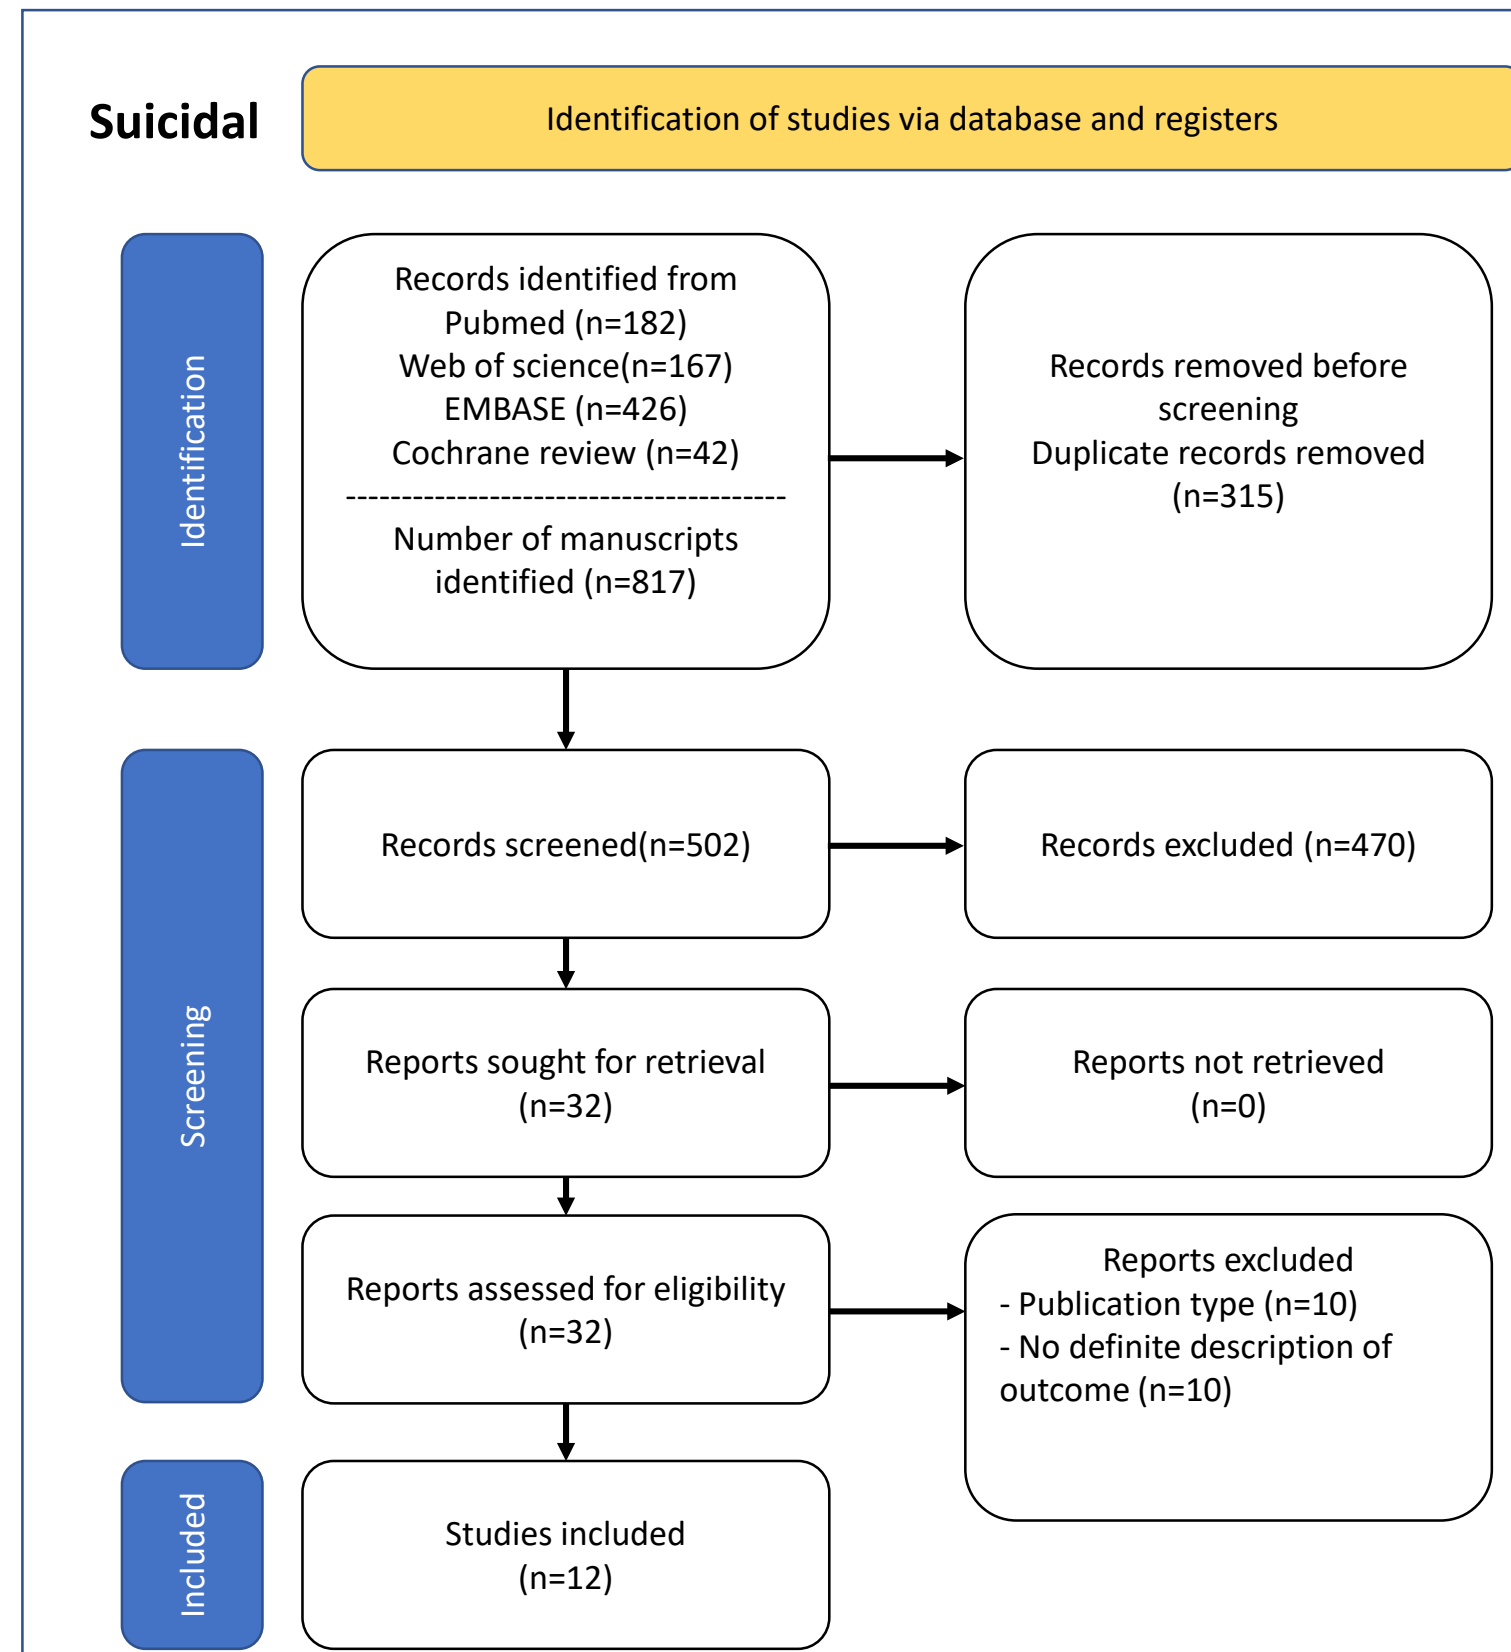 Suicidal
Identification of studies via database and registers
Identification
Records identified from
Pubmed (n=182)
Web of science(n=167)
EMBASE (n=426)
Cochrane review (n=42)
----------------------------------------
Number of manuscripts
identified (n=817)
Records removed before
screening
Duplicate records removed
(n=315)
Screening
Records screened(n=502)
Records excluded (n=470)
Reports sought for retrieval
(n=32)
Reports not retrieved
(n=0)
Reports assessed for eligibility
(n=32)
Reports excluded
- Publication type (n=10)
- No definite description of
outcome (n=10)
Included
Studies included
(n=12)